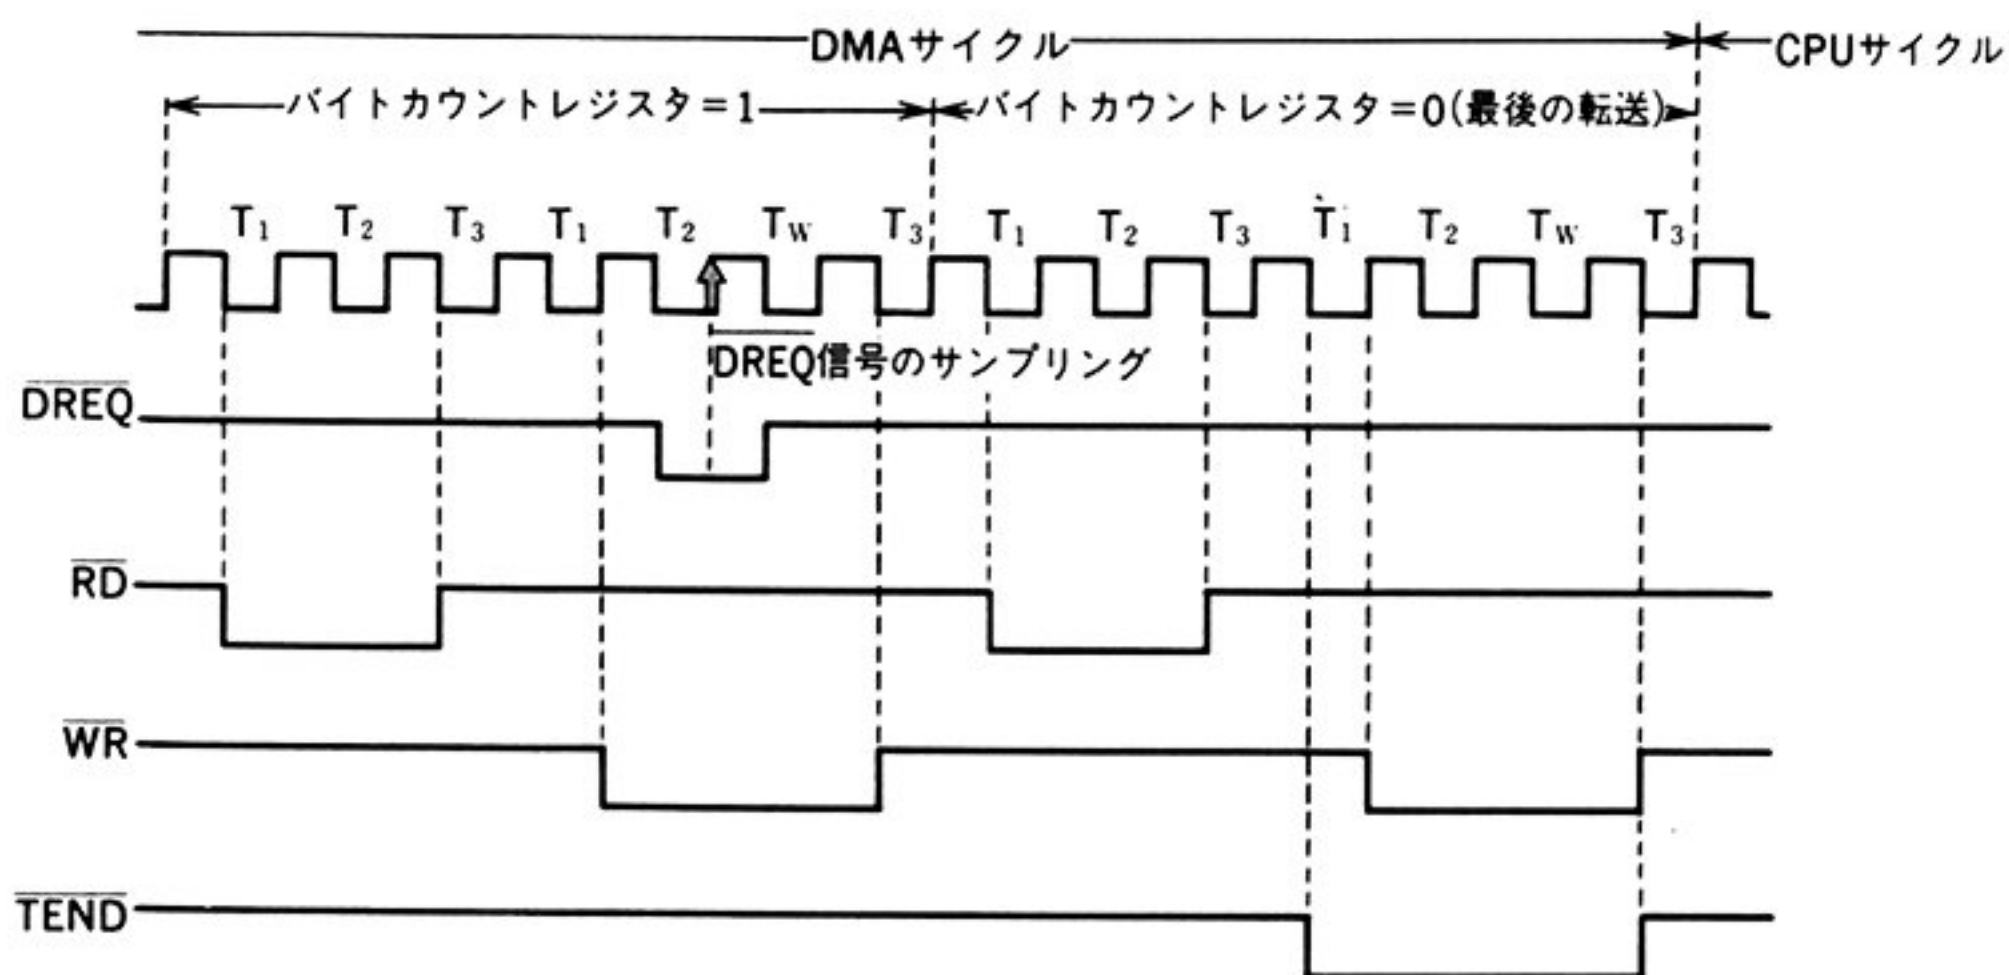 DMAサイクル CPUサイクル
バイトカウントレジスタ=1 バイトカウントレジスタ=0(最後の転送)
T1 T2 T3 T1 T2 TW T3 T1 T2 T3 T1 T2 TW T3
DREQ信号のサンプリング
DREQ
RD
WR
TEND